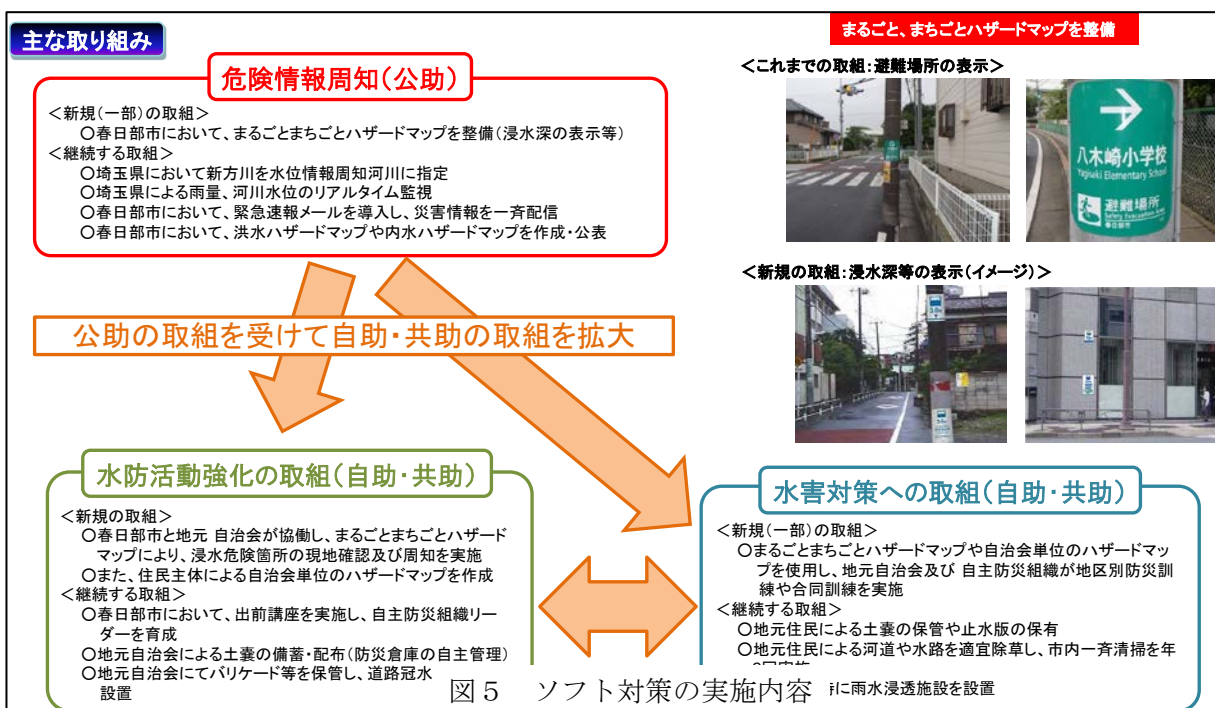 主な取り組み
まるごと、まちごとハザードマップを整備
危険情報周知(公助)
<新規(一部)の取組>
○春日部市において、まるごとまちごとハザードマップを整備(浸水深の表示等)
<継続する取組>
○埼玉県において新方川を水位情報周知河川に指定
○埼玉県による雨量、河川水位のリアルタイム監視
○春日部市において、緊急速報メールを導入し、災害情報を一斉配信
○春日部市において、洪水ハザードマップや内水ハザードマップを作成・公表
<これまでの取組:避難場所の表示>
八木崎小学校
Yagisaki Elementary School
避難場所
Safety Evacuation Area
春日部市
<新規の取組:浸水深等の表示(イメージ)>
公助の取組を受けて自助・共助の取組を拡大
水防活動強化の取組(自助・共助)
<新規の取組>
○春日部市と地元 自治会が協働し、まるごとまちごとハザード
マップにより、浸水危険箇所の現地確認及び周知を実施
○また、住民主体による自治会単位のハザードマップを作成
<継続する取組>
○春日部市において、出前講座を実施し、自主防災組織リー
ダーを育成
○地元自治会による土嚢の備蓄・配布(防災倉庫の自主管理)
○地元自治会にてバリケード等を保管し、道路冠水
設置
水害対策への取組(自助・共助)
<新規(一部)の取組>
○まるごとまちごとハザードマップや自治会単位のハザードマッ
プを使用し、地元自治会及び 自主防災組織が地区別防災訓
練や合同訓練を実施
<継続する取組>
○地元住民による土嚢の保管や止水版の保有
○地元住民による河道や水路を適宜除草し、市内一斉清掃を年
に雨水浸透施設を設置
図5 ソフト対策の実施内容